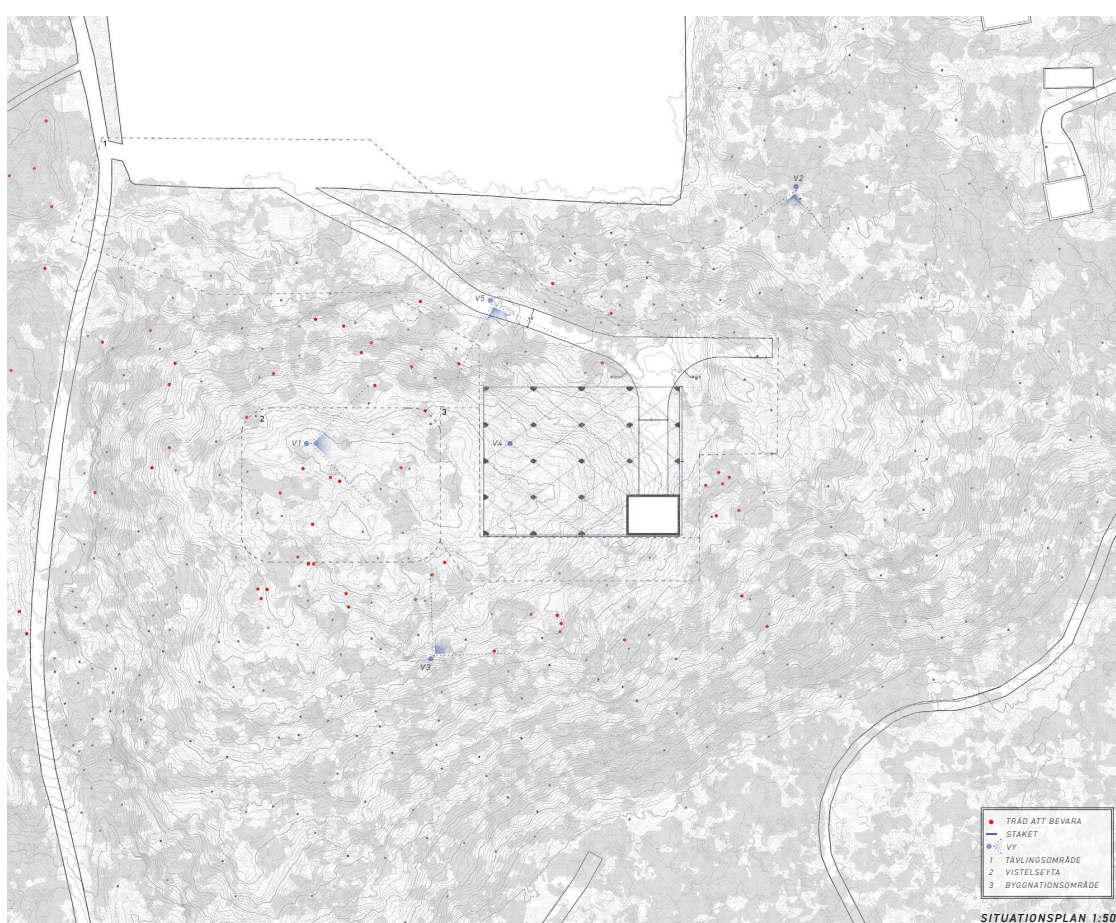 1
V2
V5
2
3
V1
V4
V3
TRÄD ATT BEVARA
STAKET
VY
1 TÄVLINGSOMRÅDE
2 VISTELSEYTA
3 BYGGNATIONSOMRÅDE
SITUATIONSPLAN 1:50